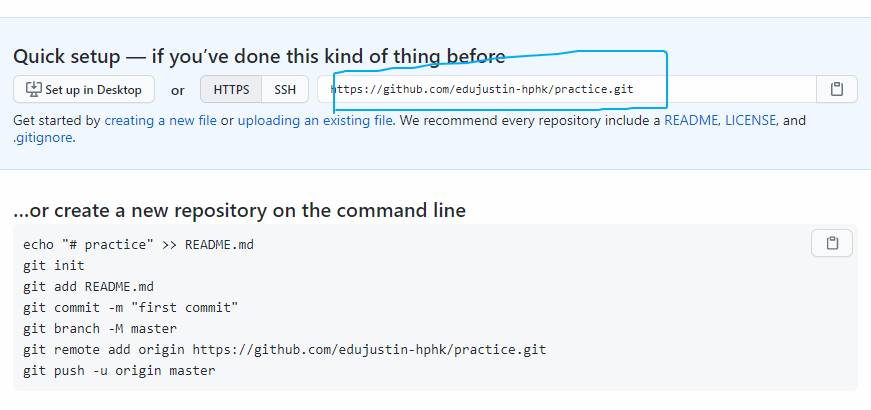 Quick setup — if you’ve done this kind of thing before
Set up in Desktop or HTTPS SSH https://github.com/edujustin-hphk/practice.git
Get started by creating a new file or uploading an existing file. We recommend every repository include a README, LICENSE, and
.gitignore.
...or create a new repository on the command line
echo "# practice" >> README.md
git init
git add README.md
git commit -m "first commit"
git branch -M master
git remote add origin https://github.com/edujustin-hphk/practice.git
git push -u origin master